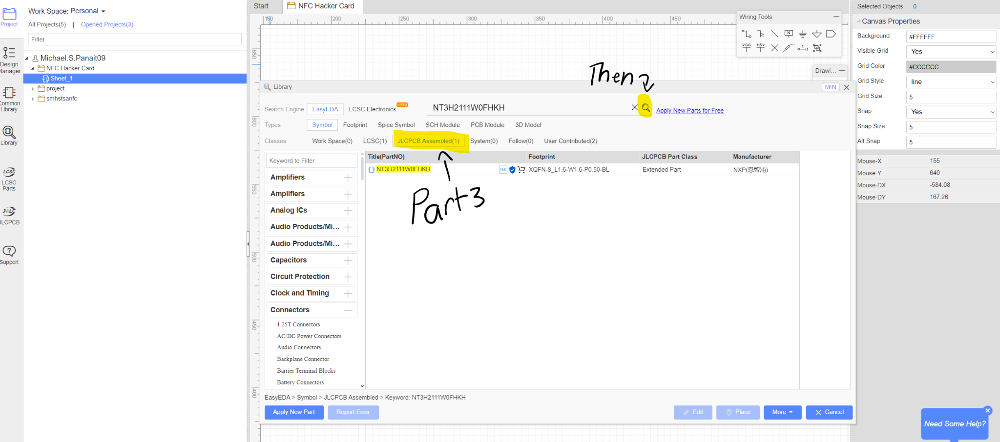 Work Space: Personal
All Projects(5) | Opened Projects(3)
Filter
Michael.S.Panait09
NFC Hacker Card
Sheet_1
project
smhstsanfc
Project
Design
Manager
Common
Library
Library
LCSC
LCSC
Parts
J@LC
JLCPCB
Support
Start
NFC Hacker Card
150 200 250 300 350 400 450
650
600
550
500
450
400
Wiring Tools
N
VCC +5V
Drawi...
Then
Library
MIN
Search Engine EasyEDA LCSC Electronics NEW NT3H2111W0FHKH Apply New Parts for Free
Types Symbol Footprint Spice Symbol SCH Module PCB Module 3D Model
Classes Work Space(0) LCSC(1) JLCPCB Assembled(1) System(0) Follow(0) User Contributed(2)
Keyword to Filter
Amplifiers
Amplifiers
Analog ICs
Audio Products/Mi...
Audio Products/Mi...
Capacitors
Circuit Protection
Clock and Timing
Connectors
1.25T Connectors
AC/DC Power Connectors
Audio Connectors
Backplane Connector
Barrier Terminal Blocks
Battery Connectors
Title(PartNO) Footprint JLCPCB Part Class Manufacturer
NT3H2111W0FHKH SMT XQFN-8_L1.6-W1.6-P0.50-BL Extended Part NXP(恩智浦)
Part 3
EasyEDA > Symbol > JLCPCB Assembled > Keyword: NT3H2111W0FHKH
Apply New Part Report Error Edit Place More Cancel
Selected Objects 0
Canvas Properties
Background #FFFFFF
Visible Grid Yes
Grid Color #CCCCCC
Grid Style line
Grid Size 5
Snap Yes
Snap Size 5
Alt Snap 5
Mouse-X 155
Mouse-Y 640
Mouse-DX -584.08
Mouse-DY 167.26
Need Some Help?